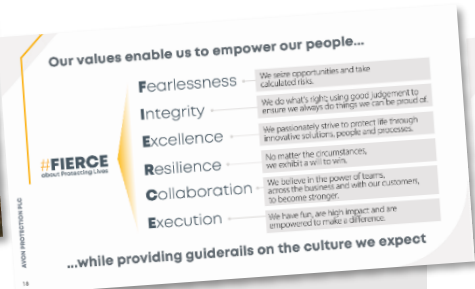 Our values enable us to empower our people...
Fearlessness
We seize opportunities and take
calculated risks.
Integrity
We do what's right; using good judgement to
ensure we always do things we can be proud of.
Excellence
We passionately strive to protect life through
innovative solutions, people and processes.
#FIERCE
about Protecting Lives
Resilience
No matter the circumstances,
we exhibit a will to win.
Collaboration
We believe in the power of teams,
across the business and with our customers,
to become stronger.
Execution
We have fun, are high impact and are
empowered to make a difference.
...while providing guiderails on the culture we expect
AVON PROTECTION PLC
18